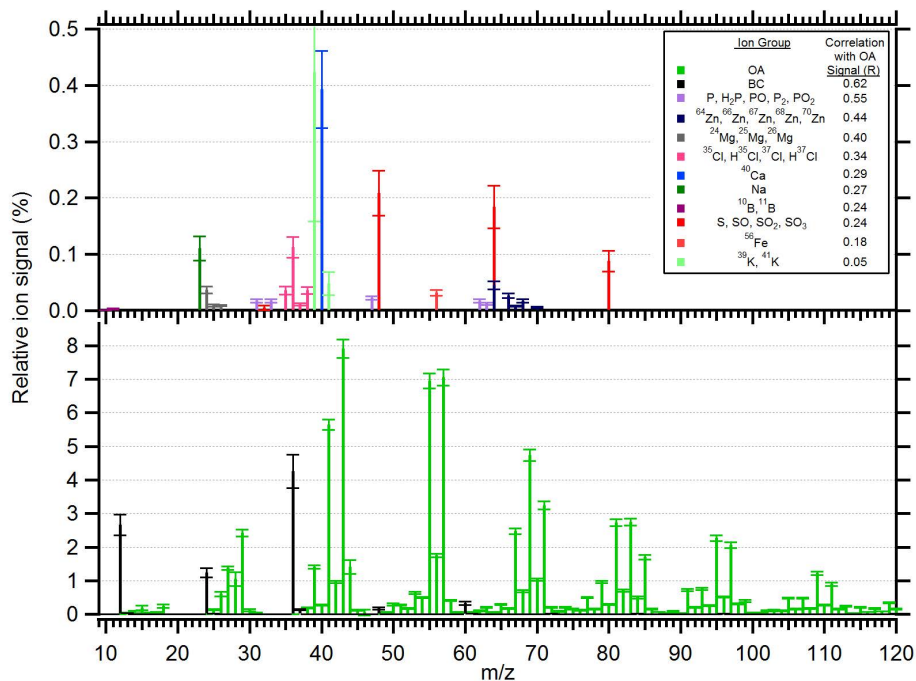 Relative ion signal (%)
0.5
0.4
0.3
0.2
0.1
0.0
Ion Group
Correlation
with OA
Signal (R)
OA
BC 0.62
P, H₂P, PO, P₂, PO₂ 0.55
⁶⁴Zn, ⁶⁶Zn, ⁶⁷Zn, ⁶⁸Zn, ⁷⁰Zn 0.44
²⁴Mg, ²⁵Mg, ²⁶Mg 0.40
³⁵Cl, H³⁵Cl, ³⁷Cl, H³⁷Cl 0.34
⁴⁰Ca 0.29
Na 0.27
¹⁰B, ¹¹B 0.24
S, SO, SO₂, SO₃ 0.24
⁵⁶Fe 0.18
³⁹K, ⁴¹K 0.05
8
7
6
5
4
3
2
1
0
10 20 30 40 50 60 70 80 90 100 110 120
m/z